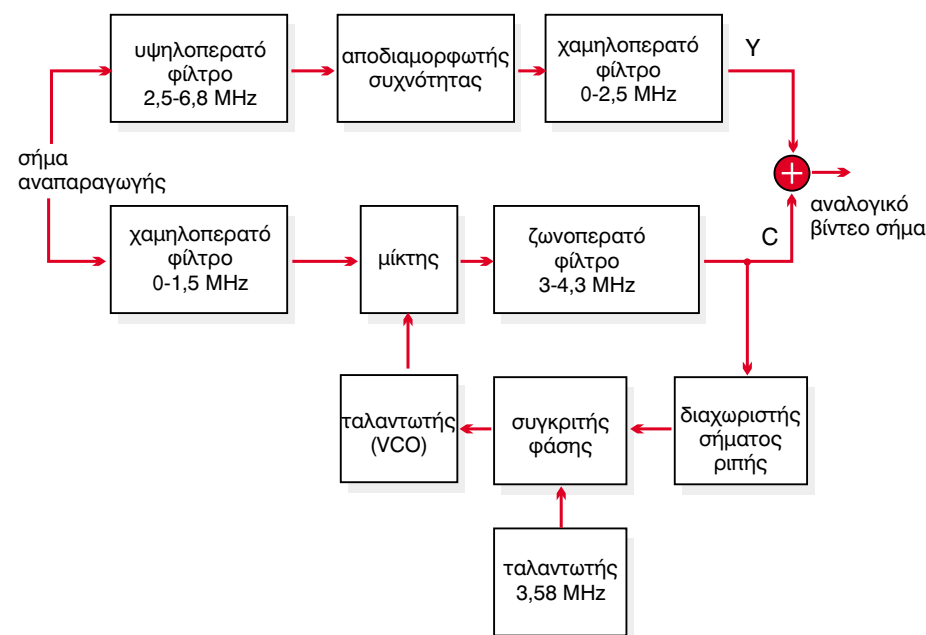 υψηλοπερατό
φίλτρο
2,5-6,8 MHz
αποδιαμορφωτής
συχνότητας
χαμηλοπερατό
φίλτρο
0-2,5 MHz
Y
σήμα
αναπαραγωγής
αναλογικό
βίντεο σήμα
χαμηλοπερατό
φίλτρο
0-1,5 MHz
μίκτης
ζωνοπερατό
φίλτρο
3-4,3 MHz
C
ταλαντωτής
(VCO)
συγκριτής
φάσης
διαχωριστής
σήματος
ριπής
ταλαντωτής
3,58 MHz